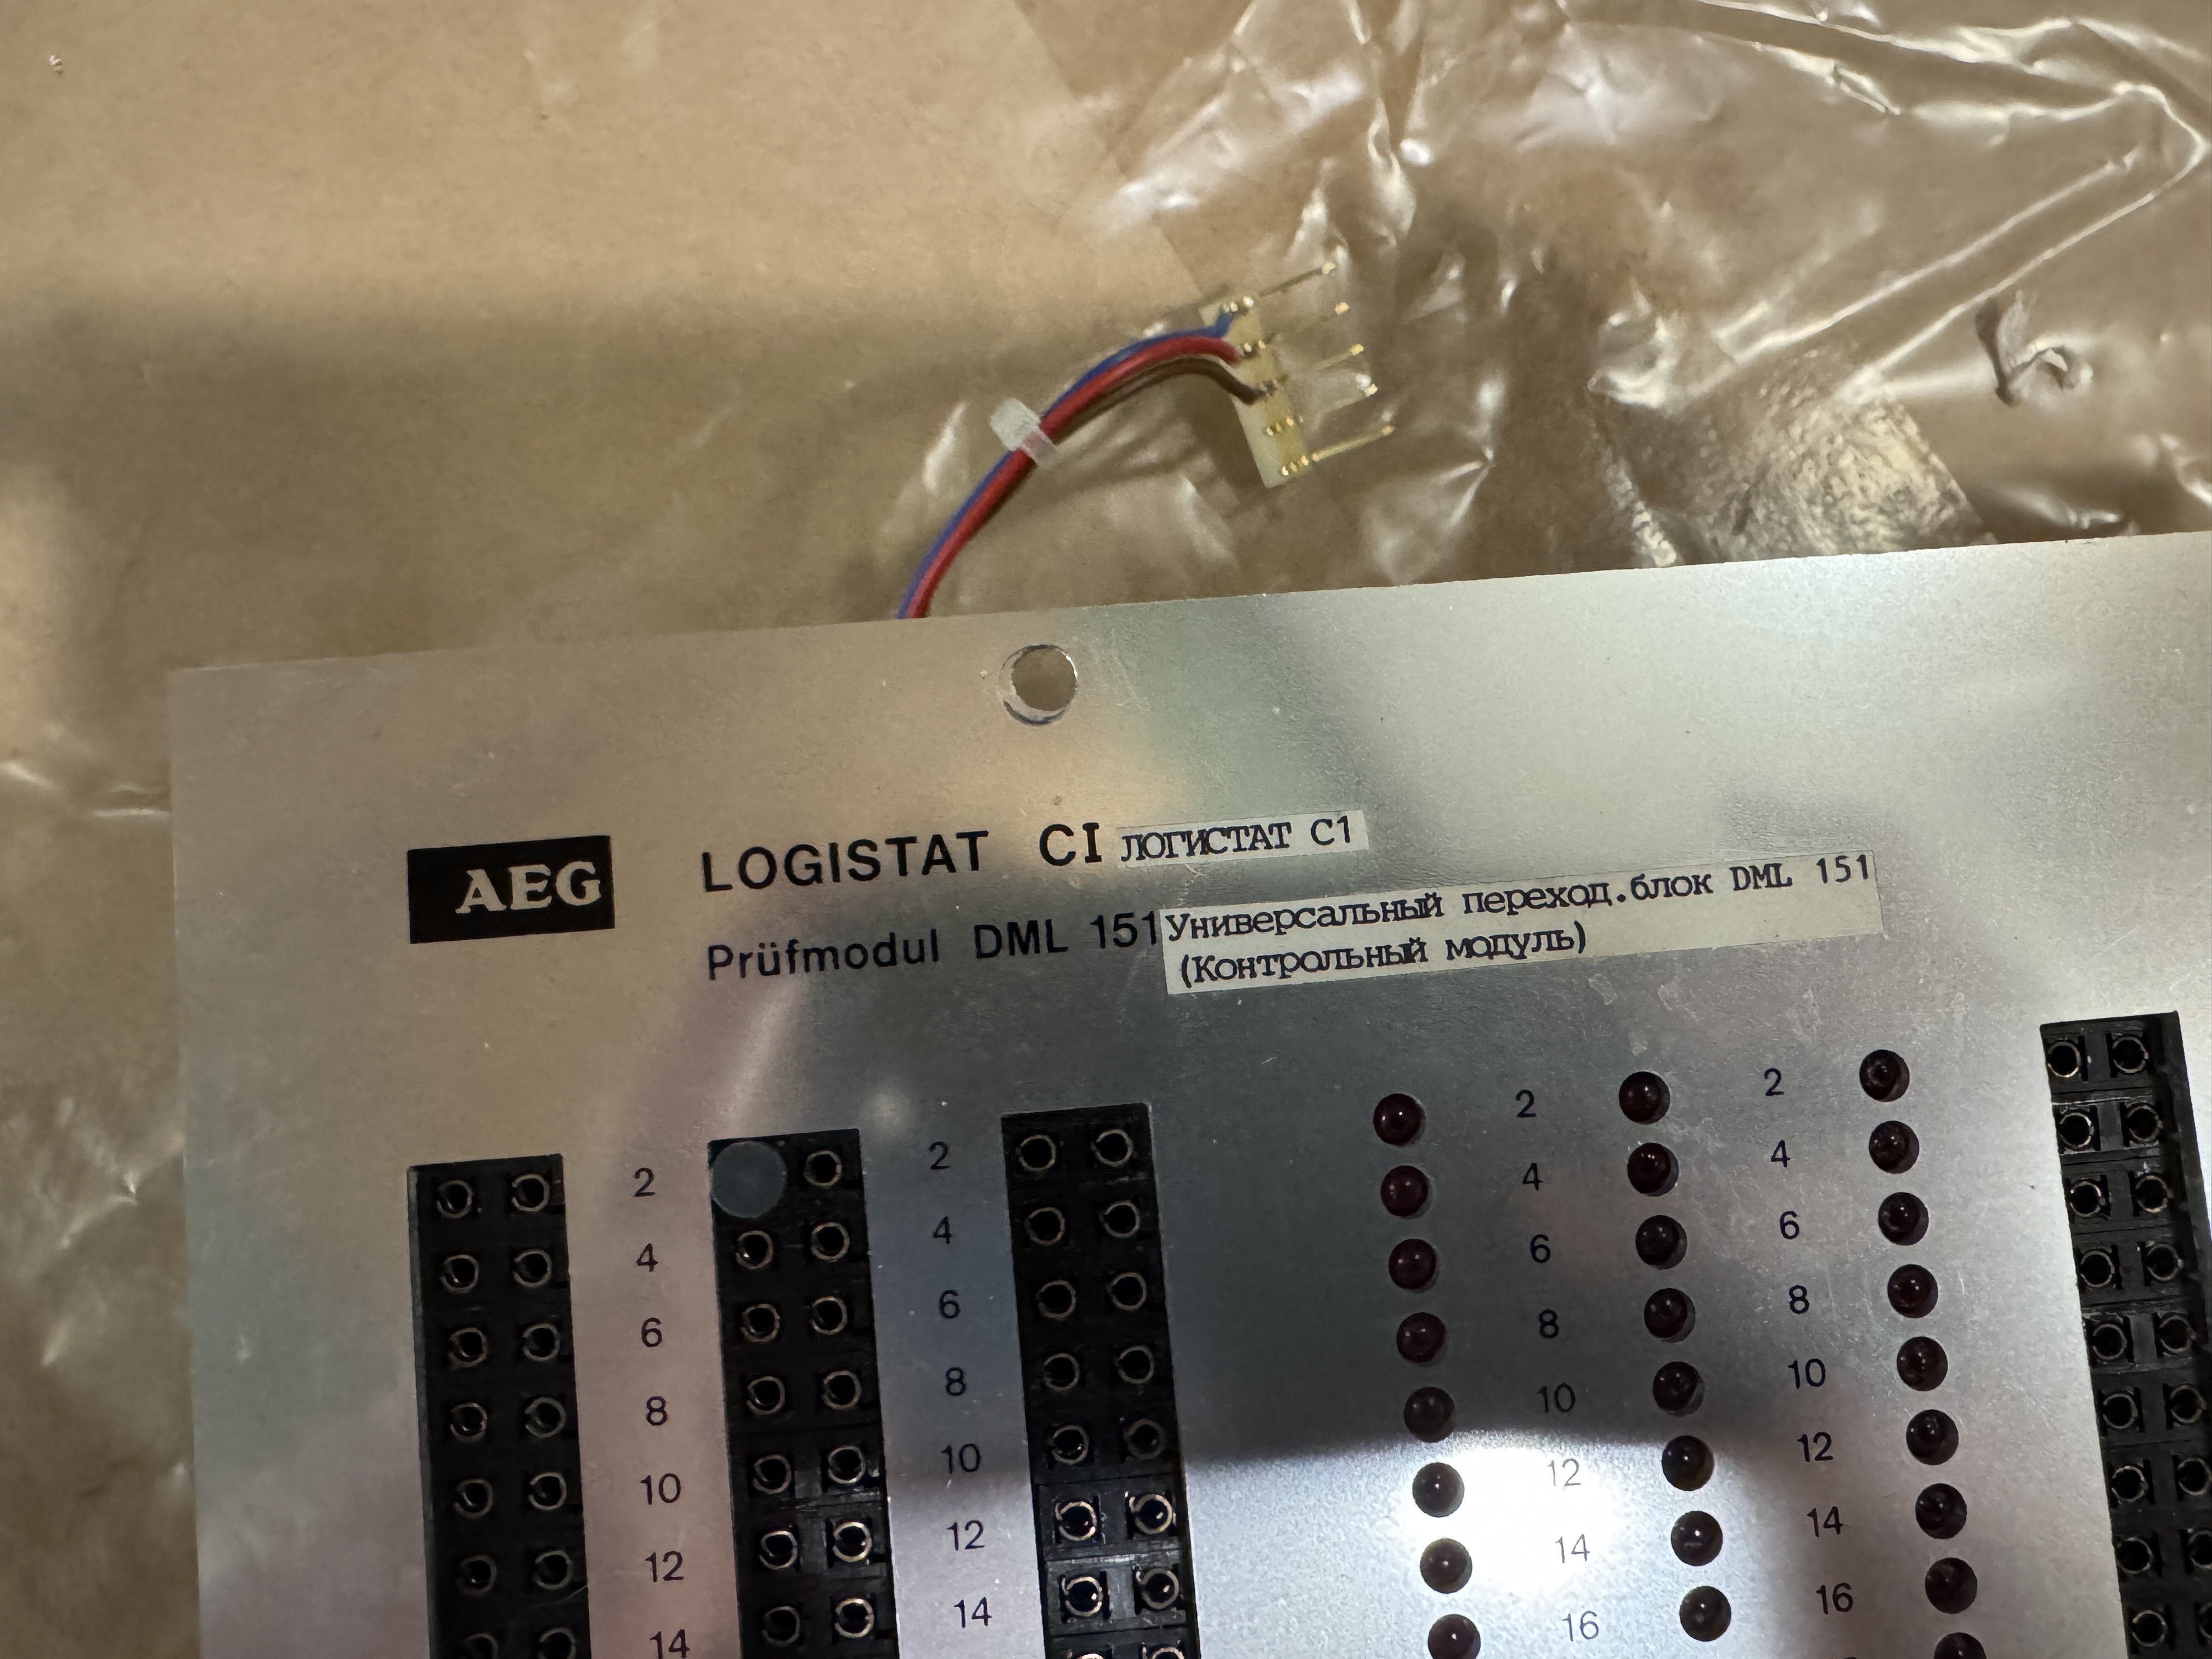 AEG
LOGISTAT CI ЛОГИСТАТ С1
Prüfmodul DML 151 Универсальный переход.блок DML 151
(Контрольный модуль)
2 2 2 2
4 4 4 4
6 6 6 6
8 8 8 8
10 10 10 10
12 12 12 12
14 14 14 14
16 16